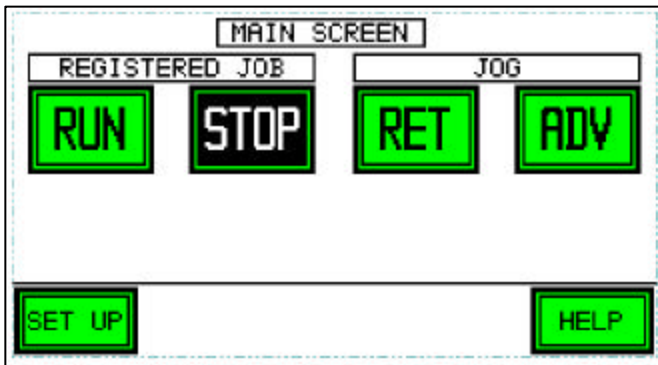 MAIN SCREEN
REGISTERED JOB JOG
RUN STOP RET ADV
SET UP HELP